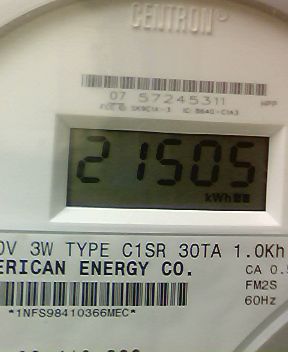 CENTRON
07 57245311
21505
kWh
0V 3W TYPE C1SR 30TA 1.0Kh
ERICAN ENERGY CO.
CA 0.5
FM2S
60Hz
*1NFS98410366MEC*